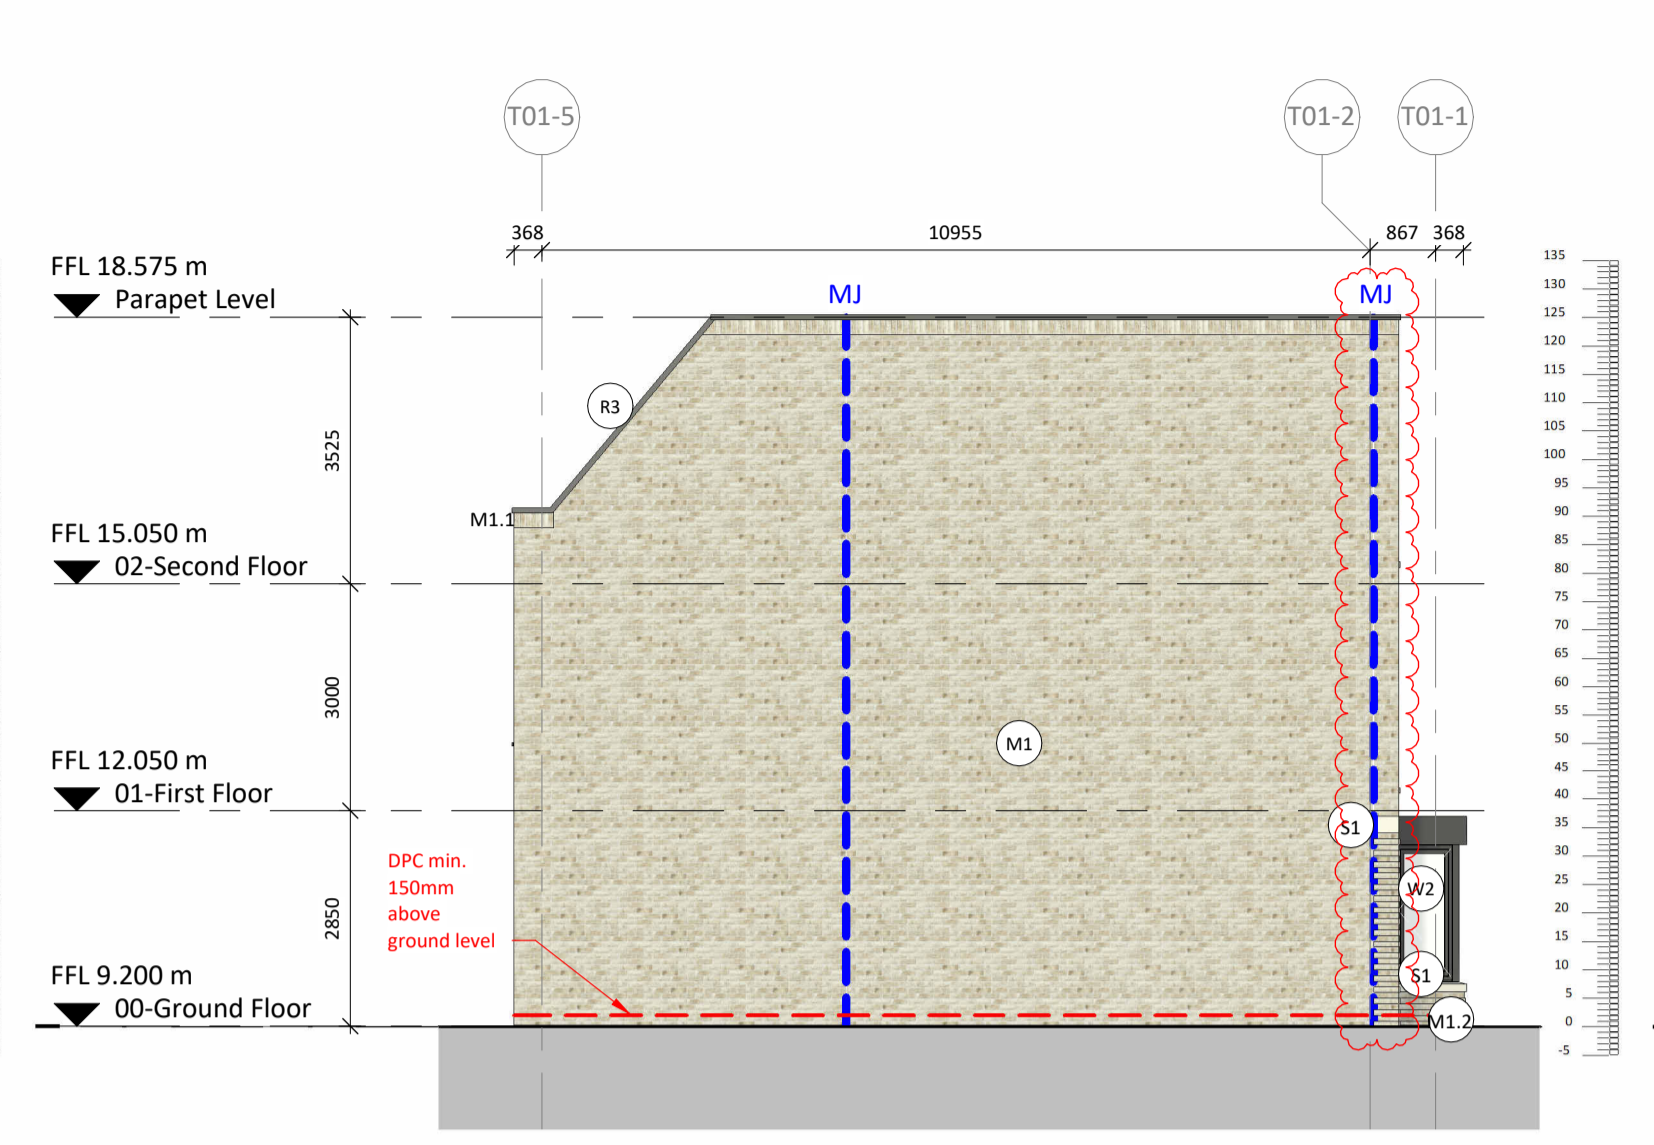 T01-5
T01-2
T01-1
368
10955
867
368
FFL 18.575 m
Parapet Level
MJ
MJ
R3
3525
M1.1
FFL 15.050 m
02-Second Floor
3000
M1
FFL 12.050 m
01-First Floor
S1
DPC min.
150mm
above
ground level
2850
W2
S1
FFL 9.200 m
00-Ground Floor
M1.2
135
130
125
120
115
110
105
100
95
90
85
80
75
70
65
60
55
50
45
40
35
30
25
20
15
10
5
0
-5